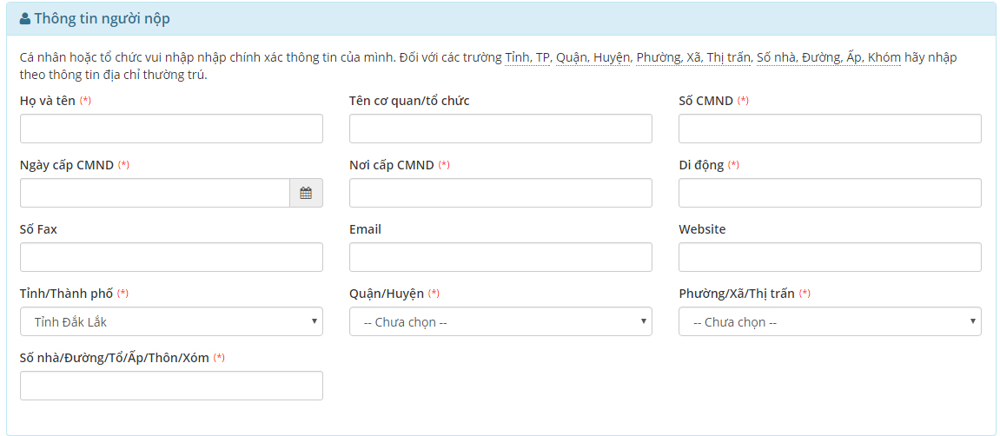 Thông tin người nộp
Cá nhân hoặc tổ chức vui nhập nhập chính xác thông tin của mình. Đối với các trường Tỉnh, TP, Quận, Huyện, Phường, Xã, Thị trấn, Số nhà, Đường, Ấp, Khóm hãy nhập
theo thông tin địa chỉ thường trú.
Họ và tên (*)
Tên cơ quan/tổ chức
Số CMND (*)
Ngày cấp CMND (*)
Nơi cấp CMND (*)
Di động (*)
Số Fax
Email
Website
Tỉnh/Thành phố (*)
Quận/Huyện (*)
Phường/Xã/Thị trấn (*)
Tỉnh Đắk Lắk
-- Chưa chọn --
-- Chưa chọn --
Số nhà/Đường/Tổ/Ấp/Thôn/Xóm (*)